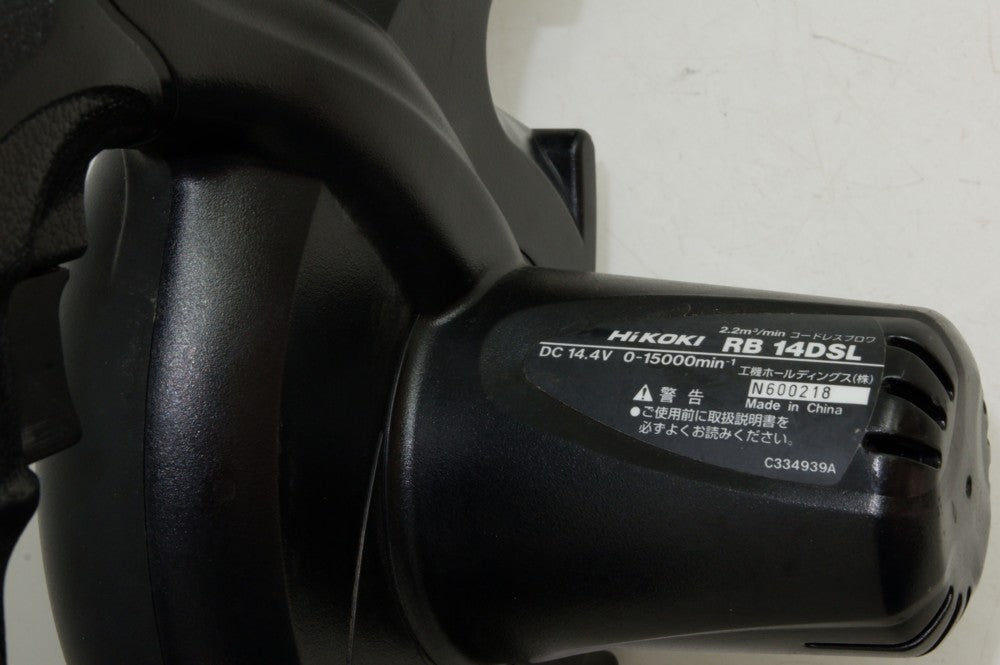 2.2m³/min コードレスブロワ
HiKOKI RB 14DSL
DC 14.4V 0-15000min⁻¹
工機ホールディングス(株)
N600218
Made in China
⚠ 警告
●ご使用前に取扱説明書を
必ずよくお読みください。
C334939A